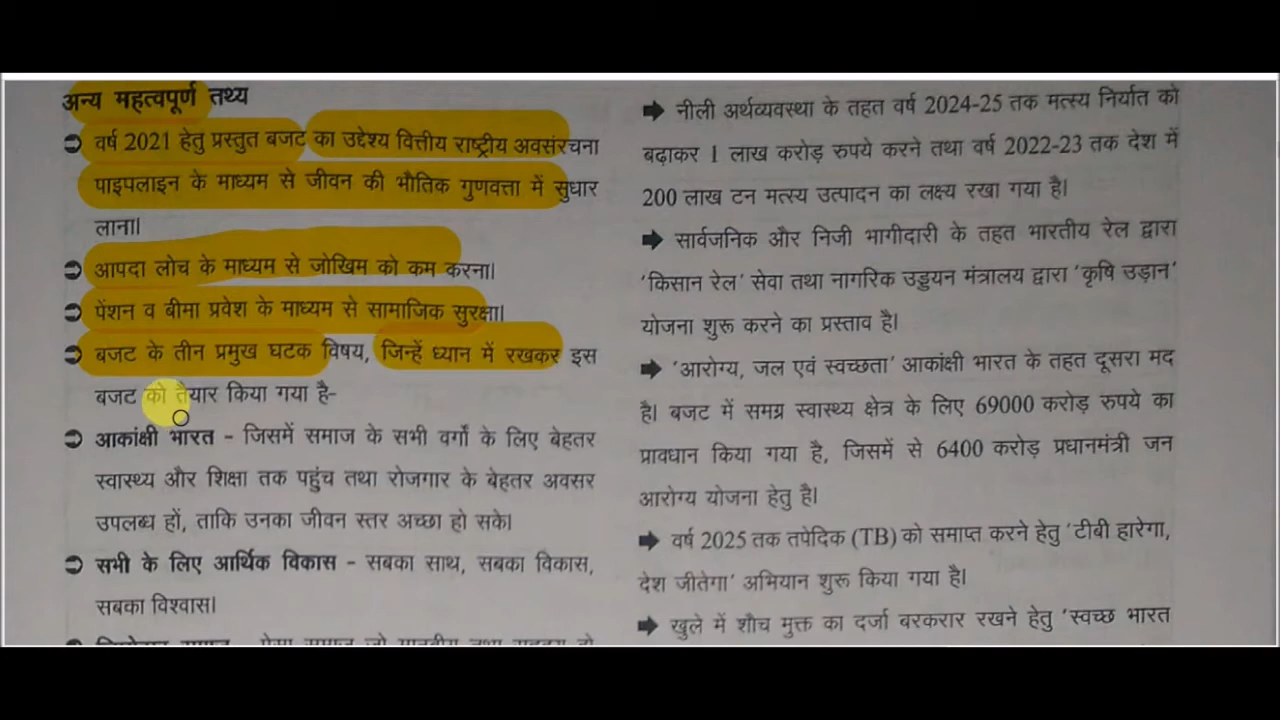 अन्य महत्वपूर्ण तथ्य
➲ वर्ष 2021 हेतु प्रस्तुत बजट का उद्देश्य वित्तीय राष्ट्रीय अवसंरचना
पाइपलाइन के माध्यम से जीवन की भौतिक गुणवत्ता में सुधार
लाना।
➲ आपदा लोच के माध्यम से जोखिम को कम करना।
➲ पेंशन व बीमा प्रवेश के माध्यम से सामाजिक सुरक्षा।
➲ बजट के तीन प्रमुख घटक विषय, जिन्हें ध्यान में रखकर इस
बजट को तैयार किया गया है-
➲ आकांक्षी भारत - जिसमें समाज के सभी वर्गों के लिए बेहतर
स्वास्थ्य और शिक्षा तक पहुंच तथा रोजगार के बेहतर अवसर
उपलब्ध हों, ताकि उनका जीवन स्तर अच्छा हो सके।
➲ सभी के लिए आर्थिक विकास - सबका साथ, सबका विकास,
सबका विश्वास।
➡ नीली अर्थव्यवस्था के तहत वर्ष 2024-25 तक मत्स्य निर्यात को
बढ़ाकर 1 लाख करोड़ रुपये करने तथा वर्ष 2022-23 तक देश में
200 लाख टन मत्स्य उत्पादन का लक्ष्य रखा गया है।
➡ सार्वजनिक और निजी भागीदारी के तहत भारतीय रेल द्वारा
'किसान रेल' सेवा तथा नागरिक उड्डयन मंत्रालय द्वारा 'कृषि उड़ान'
योजना शुरू करने का प्रस्ताव है।
➡ 'आरोग्य, जल एवं स्वच्छता' आकांक्षी भारत के तहत दूसरा मद
है। बजट में समग्र स्वास्थ्य क्षेत्र के लिए 69000 करोड़ रुपये का
प्रावधान किया गया है, जिसमें से 6400 करोड़ प्रधानमंत्री जन
आरोग्य योजना हेतु है।
➡ वर्ष 2025 तक तपेदिक (TB) को समाप्त करने हेतु 'टीबी हारेगा,
देश जीतेगा' अभियान शुरू किया गया है।
➡ खुले में शौच मुक्त का दर्जा बरकरार रखने हेतु 'स्वच्छ भारत